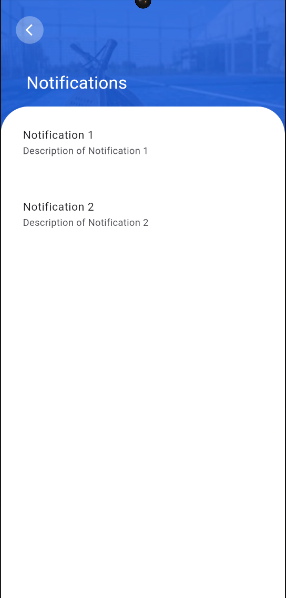 Notifications
Notification 1
Description of Notification 1
Notification 2
Description of Notification 2